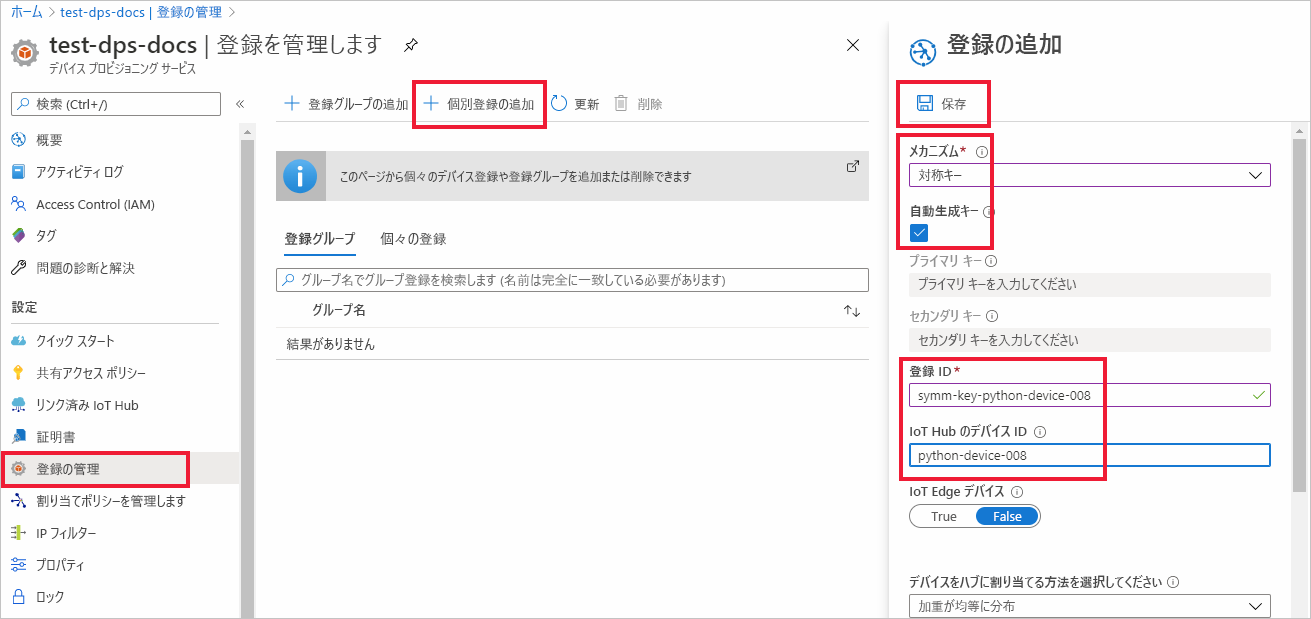 ホーム > test-dps-docs | 登録の管理 >
test-dps-docs | 登録を管理します
デバイス プロビジョニング サービス
検索 (Ctrl+/)
«
概要
アクティビティ ログ
Access Control (IAM)
タグ
問題の診断と解決
設定
クイック スタート
共有アクセス ポリシー
リンク済み IoT Hub
証明書
登録の管理
割り当てポリシーを管理します
IP フィルター
プロパティ
ロック
登録グループの追加
個別登録の追加
更新
削除
このページから個々のデバイス登録や登録グループを追加または削除できます
登録グループ
個々の登録
グループ名でグループ登録を検索します (名前は完全に一致している必要があります)
グループ名
結果がありません
登録の追加
保存
メカニズム*
対称キー
自動生成キー
プライマリ キー
プライマリ キーを入力してください
セカンダリ キー
セカンダリ キーを入力してください
登録 ID*
symm-key-python-device-008
IoT Hub のデバイス ID
python-device-008
IoT Edge デバイス
True False
デバイスをハブに割り当てる方法を選択してください
加重が均等に分布